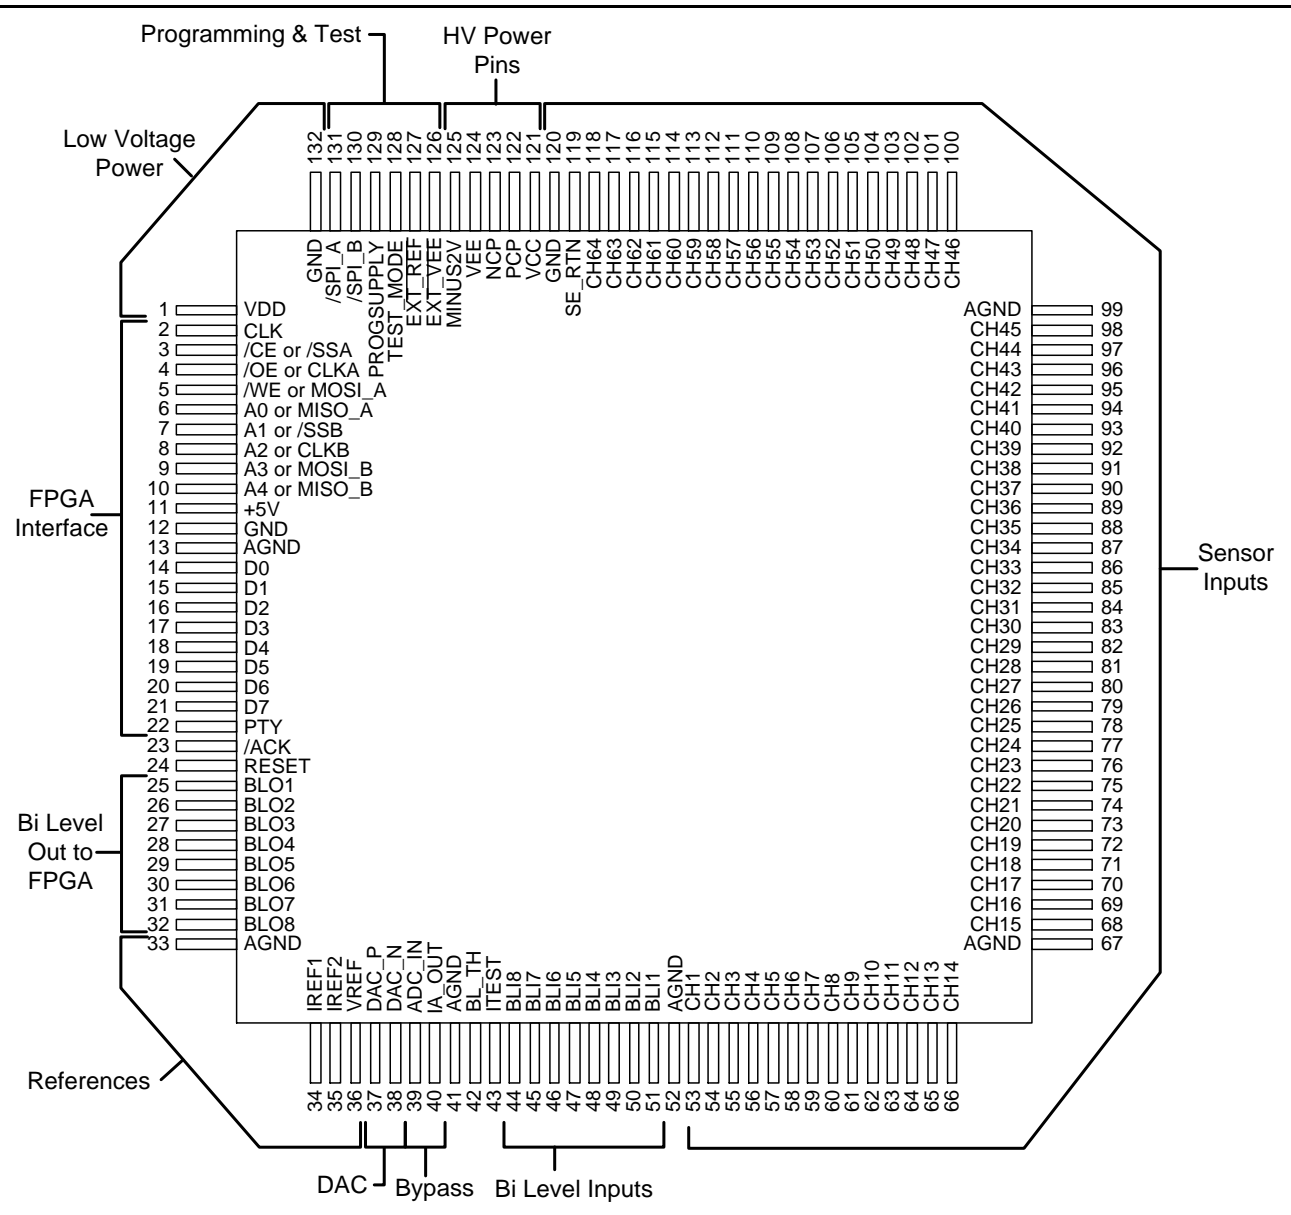 Programming & Test
HV Power
Pins
Low Voltage
Power
132 131 130 129 128 127 126 125 124 123 122 121 120 119 118 117 116 115 114 113 112 111 110 109 108 107 106 105 104 103 102 101 100
GND /SPI_A /SPI_B PROGSUPPLY TEST_MODE EXT_REF EXT_VEE MINUS2V VEE NCP PCP VCC GND SE_RTN CH64 CH63 CH62 CH61 CH60 CH59 CH58 CH57 CH56 CH55 CH54 CH53 CH52 CH51 CH50 CH49 CH48 CH47 CH46
1 VDD
2 CLK
3 /CE or /SSA
4 /OE or CLKA
5 /WE or MOSI_A
6 A0 or MISO_A
7 A1 or /SSB
8 A2 or CLKB
9 A3 or MOSI_B
10 A4 or MISO_B
11 +5V
12 GND
13 AGND
14 D0
15 D1
16 D2
17 D3
18 D4
19 D5
20 D6
21 D7
22 PTY
23 /ACK
24 RESET
25 BLO1
26 BLO2
27 BLO3
28 BLO4
29 BLO5
30 BLO6
31 BLO7
32 BLO8
33 AGND
FPGA
Interface
Bi Level
Out to
FPGA
References
AGND 99
CH45 98
CH44 97
CH43 96
CH42 95
CH41 94
CH40 93
CH39 92
CH38 91
CH37 90
CH36 89
CH35 88
CH34 87
CH33 86
CH32 85
CH31 84
CH30 83
CH29 82
CH28 81
CH27 80
CH26 79
CH25 78
CH24 77
CH23 76
CH22 75
CH21 74
CH20 73
CH19 72
CH18 71
CH17 70
CH16 69
CH15 68
AGND 67
Sensor
Inputs
IREF1 IREF2 VREF DAC_P DAC_N ADC_IN IA_OUT AGND BL_TH ITEST BLI8 BLI7 BLI6 BLI5 BLI4 BLI3 BLI2 BLI1 AGND CH1 CH2 CH3 CH4 CH5 CH6 CH7 CH8 CH9 CH10 CH11 CH12 CH13 CH14
34 35 36 37 38 39 40 41 42 43 44 45 46 47 48 49 50 51 52 53 54 55 56 57 58 59 60 61 62 63 64 65 66
DAC
Bypass
Bi Level Inputs